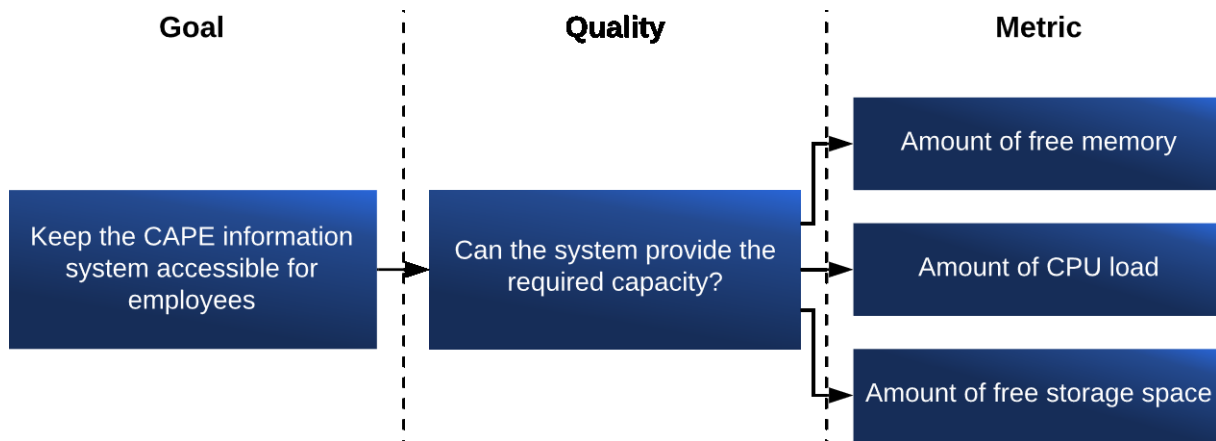 Goal
Quality
Metric
Keep the CAPE information
system accessible for
employees
Can the system provide the
required capacity?
Amount of free memory
Amount of CPU load
Amount of free storage space